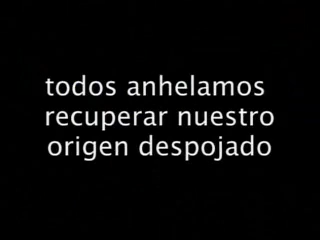 todos anhelamos
recuperar nuestro
origen despojado